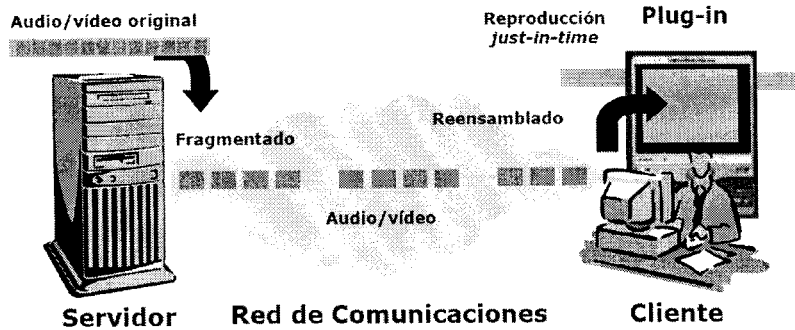 Audio/vídeo original
Reproducción
just-in-time
Plug-in
Fragmentado
Reensamblado
Audio/vídeo
Servidor
Red de Comunicaciones
Cliente